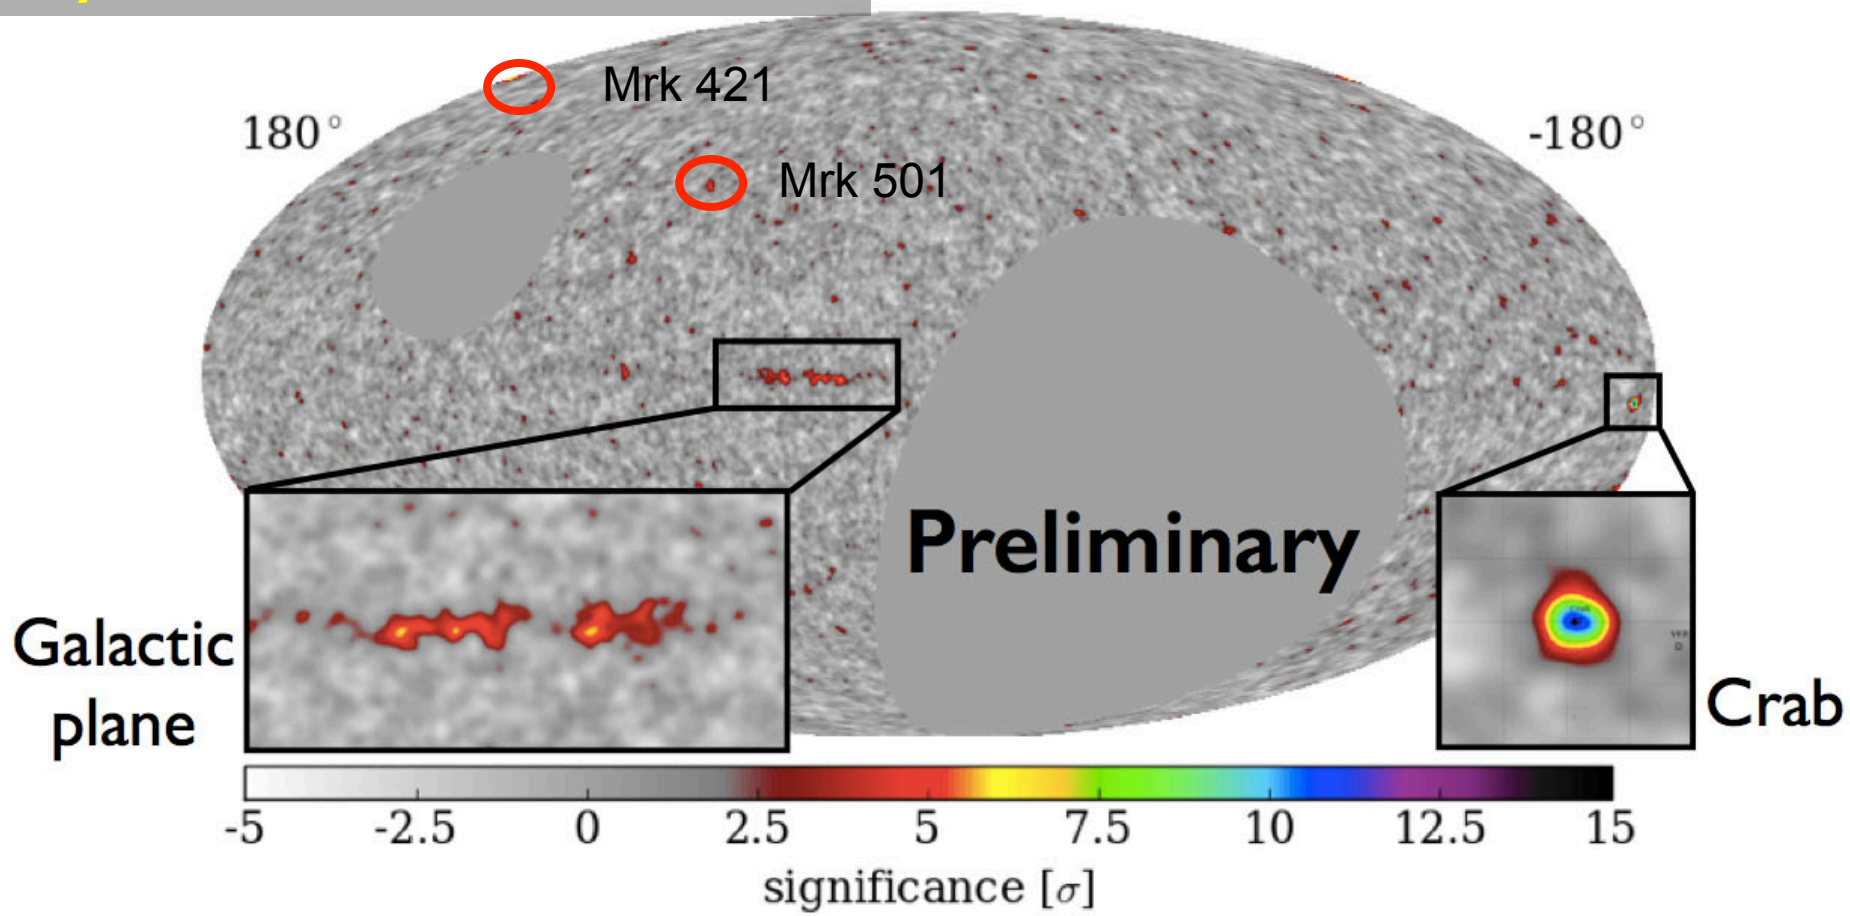 Mrk 421
180°
-180°
Mrk 501
Preliminary
Galactic
plane
Crab
-5
-2.5
0
2.5
5
7.5
10
12.5
15
significance [σ]